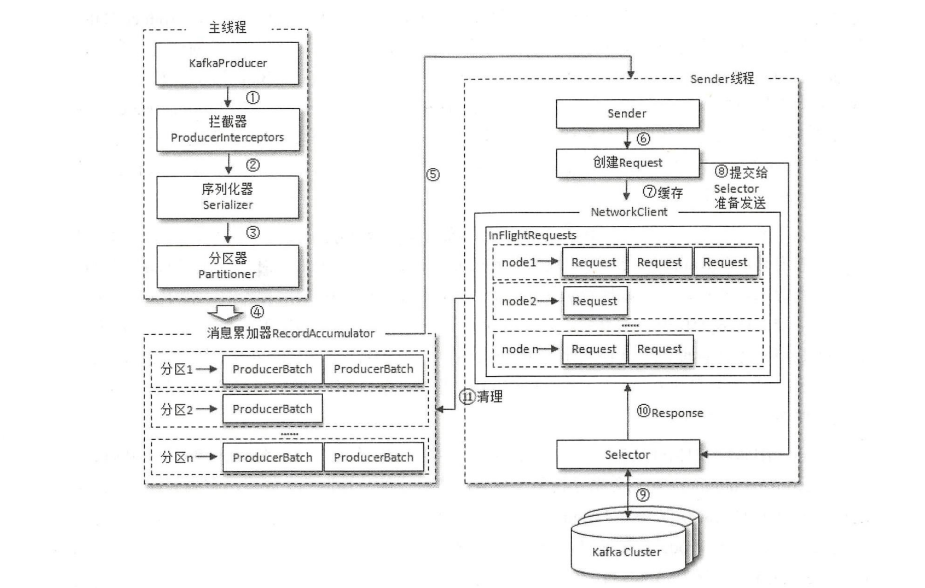 主线程
KafkaProducer
①
拦截器
ProducerInterceptors
②
序列化器
Serializer
③
分区器
Partitioner
④
消息累加器RecordAccumulator
分区1
ProducerBatch
ProducerBatch
分区2
ProducerBatch
......
分区n
ProducerBatch
ProducerBatch
⑤
Sender线程
Sender
⑥
创建Request
⑦缓存
⑧提交给
Selector
准备发送
NetworkClient
InFlightRequests
node1
Request
Request
Request
node2
Request
......
node n
Request
Request
⑪清理
⑩Response
Selector
⑨
Kafka Cluster